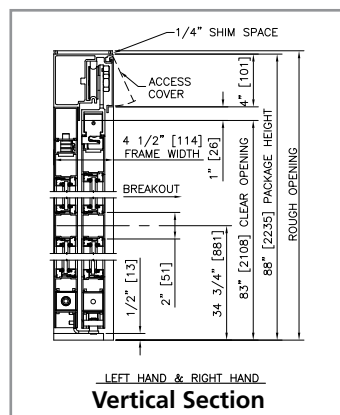 1/4” SHIM SPACE
ACCESS
COVER
4” [101]
4 1/2” [114]
FRAME WIDTH
1” [26]
BREAKOUT
1/2” [13]
2” [51]
34 3/4” [881]
83” [2108] CLEAR OPENING
88” [2235] PACKAGE HEIGHT
ROUGH OPENING
LEFT HAND & RIGHT HAND
Vertical Section